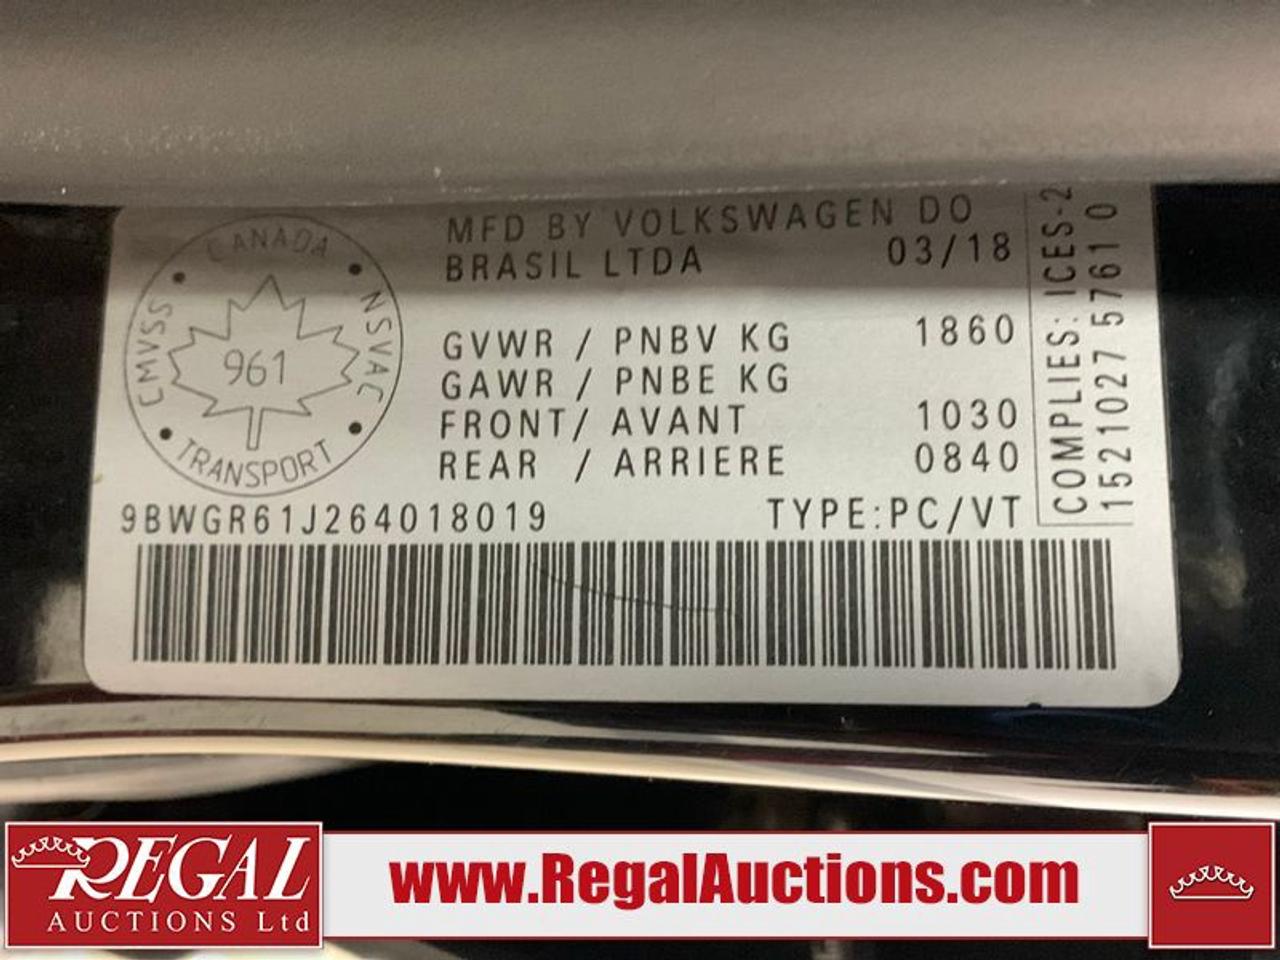 CANADA
CMVSS
NSVAC
961
TRANSPORT
MFD BY VOLKSWAGEN DO
BRASIL LTDA 03/18
GVWR / PNBV KG 1860
GAWR / PNBE KG
FRONT/ AVANT 1030
REAR / ARRIERE 0840
9BWGR61J264018019 TYPE:PC/VT
COMPLIES: ICES-2
1521027 5761 0
REGAL
AUCTIONS Ltd
www.RegalAuctions.com